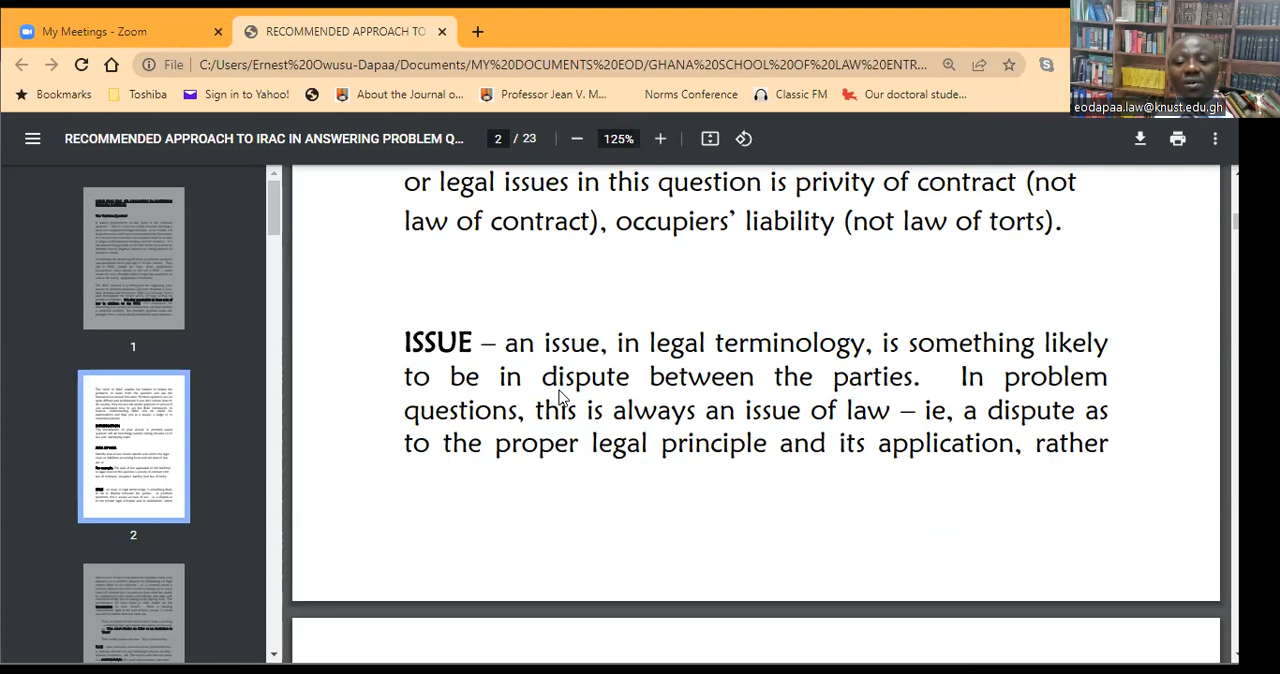 My Meetings - Zoom
RECOMMENDED APPROACH TO
File
C:/Users/Ernest%20Owusu-Dapaa/Documents/MY%20DOCUMENTS%20EOD/GHANA%20SCHOOL%20OF%20LAW%20ENTR...
Bookmarks
Toshiba
Sign in to Yahoo!
About the Journal o...
Professor Jean V. M...
Norms Conference
Classic FM
Our doctoral stude...
eodapaa.law@knust.edu.gh
RECOMMENDED APPROACH TO IRAC IN ANSWERING PROBLEM Q...
2 / 23
125%
or legal issues in this question is privity of contract (not
law of contract), occupiers’ liability (not law of torts).
ISSUE – an issue, in legal terminology, is something likely
to be in dispute between the parties. In problem
questions, this is always an issue of law – ie, a dispute as
to the proper legal principle and its application, rather
1
2